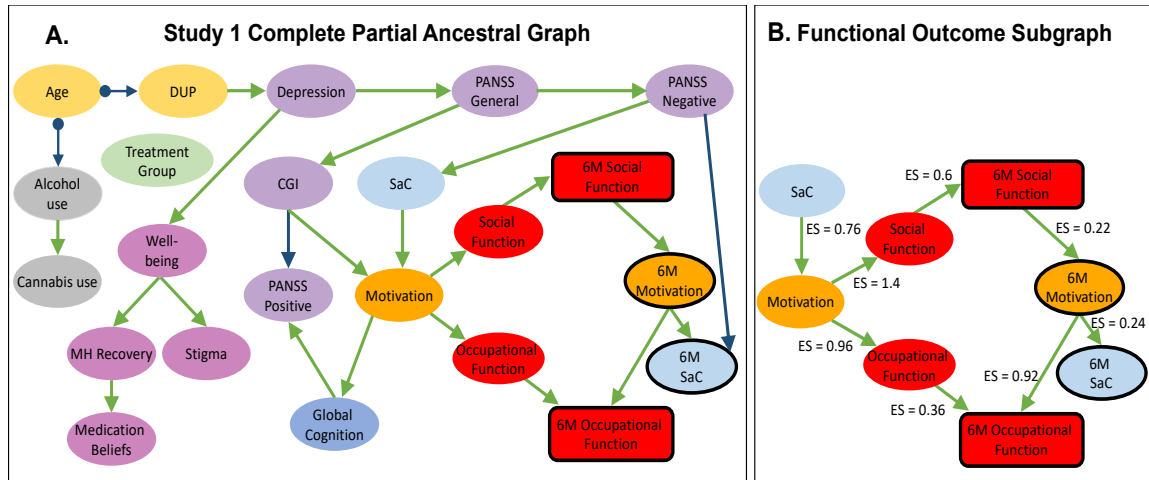 A.
Study 1 Complete Partial Ancestral Graph
Age
DUP
Depression
PANSS
General
PANSS
Negative
Treatment
Group
Alcohol
use
Cannabis use
Well-
being
MH Recovery
Stigma
Medication
Beliefs
CGI
SaC
PANSS
Positive
Motivation
Global
Cognition
Social
Function
Occupational
Function
6M Social
Function
6M
Motivation
6M
SaC
6M Occupational
Function
B. Functional Outcome Subgraph
SaC
ES = 0.76
Motivation
ES = 1.4
ES = 0.96
Social
Function
ES = 0.6
6M Social
Function
ES = 0.22
6M
Motivation
ES = 0.24
6M
SaC
Occupational
Function
ES = 0.36
ES = 0.92
6M Occupational
Function